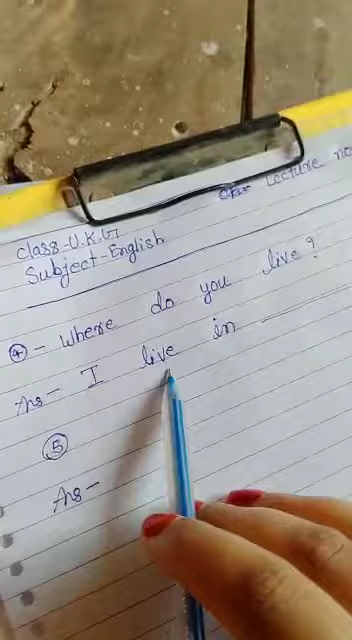 Lecture no
Class-U.K.G
Subject-English
④- Where do you live?
Ans- I live in
⑤
Ans-